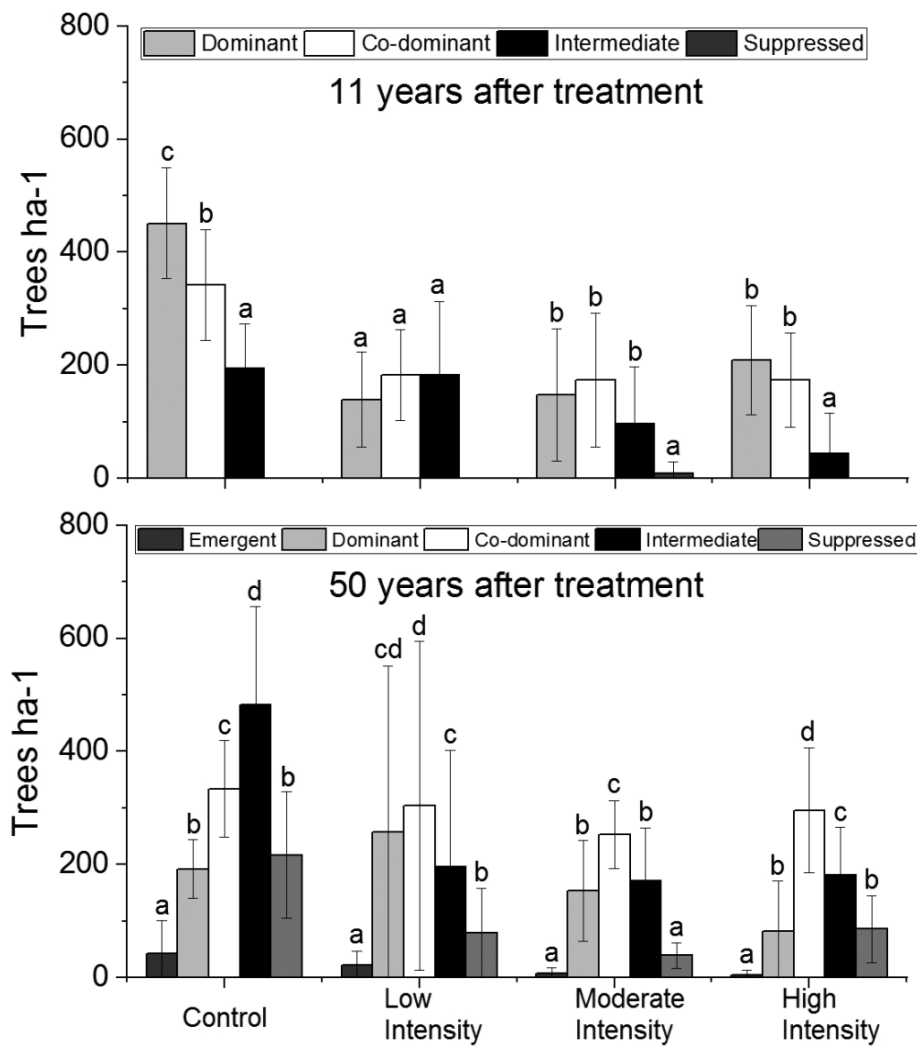 800
Dominant Co-dominant Intermediate Suppressed
11 years after treatment
600
400
200
0
Trees ha-1
c b a
a a a
b b b a
b b a
800
Emergent Dominant Co-dominant Intermediate Suppressed
50 years after treatment
600
400
200
0
Trees ha-1
a b c d b
a cd d c b
a b c b a
a b d c b
Control
Low Intensity
Moderate Intensity
High Intensity